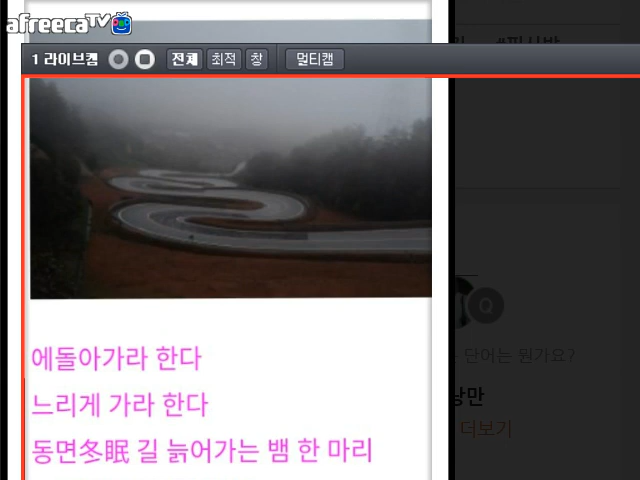 afreecaTV
1 라이브캠 전체 최적 창 멀티캠
에돌아가라 한다
느리게 가라 한다
동면冬眠 길 늙어가는 뱀 한 마리
Q
단어는 뭔가요?
낭만
더보기